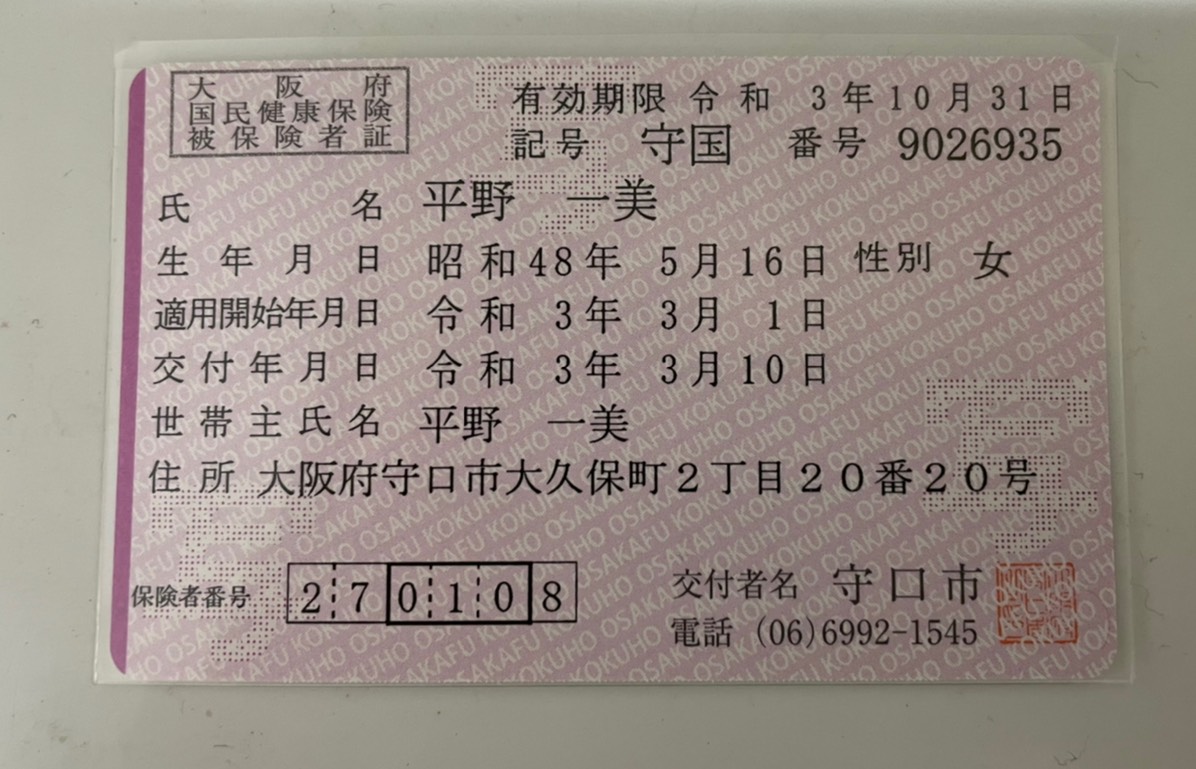 大阪府
国民健康保険
被保険者証
有効期限 令和 3年10月31日
記号 守国 番号 9026935
氏名 平野 一美
生年月日 昭和48年 5月16日 性別 女
適用開始年月日 令和 3年 3月 1日
交付年月日 令和 3年 3月10日
世帯主氏名 平野 一美
住所 大阪府守口市大久保町2丁目20番20号
保険者番号 270108
交付者名 守口市
電話 (06)6992-1545